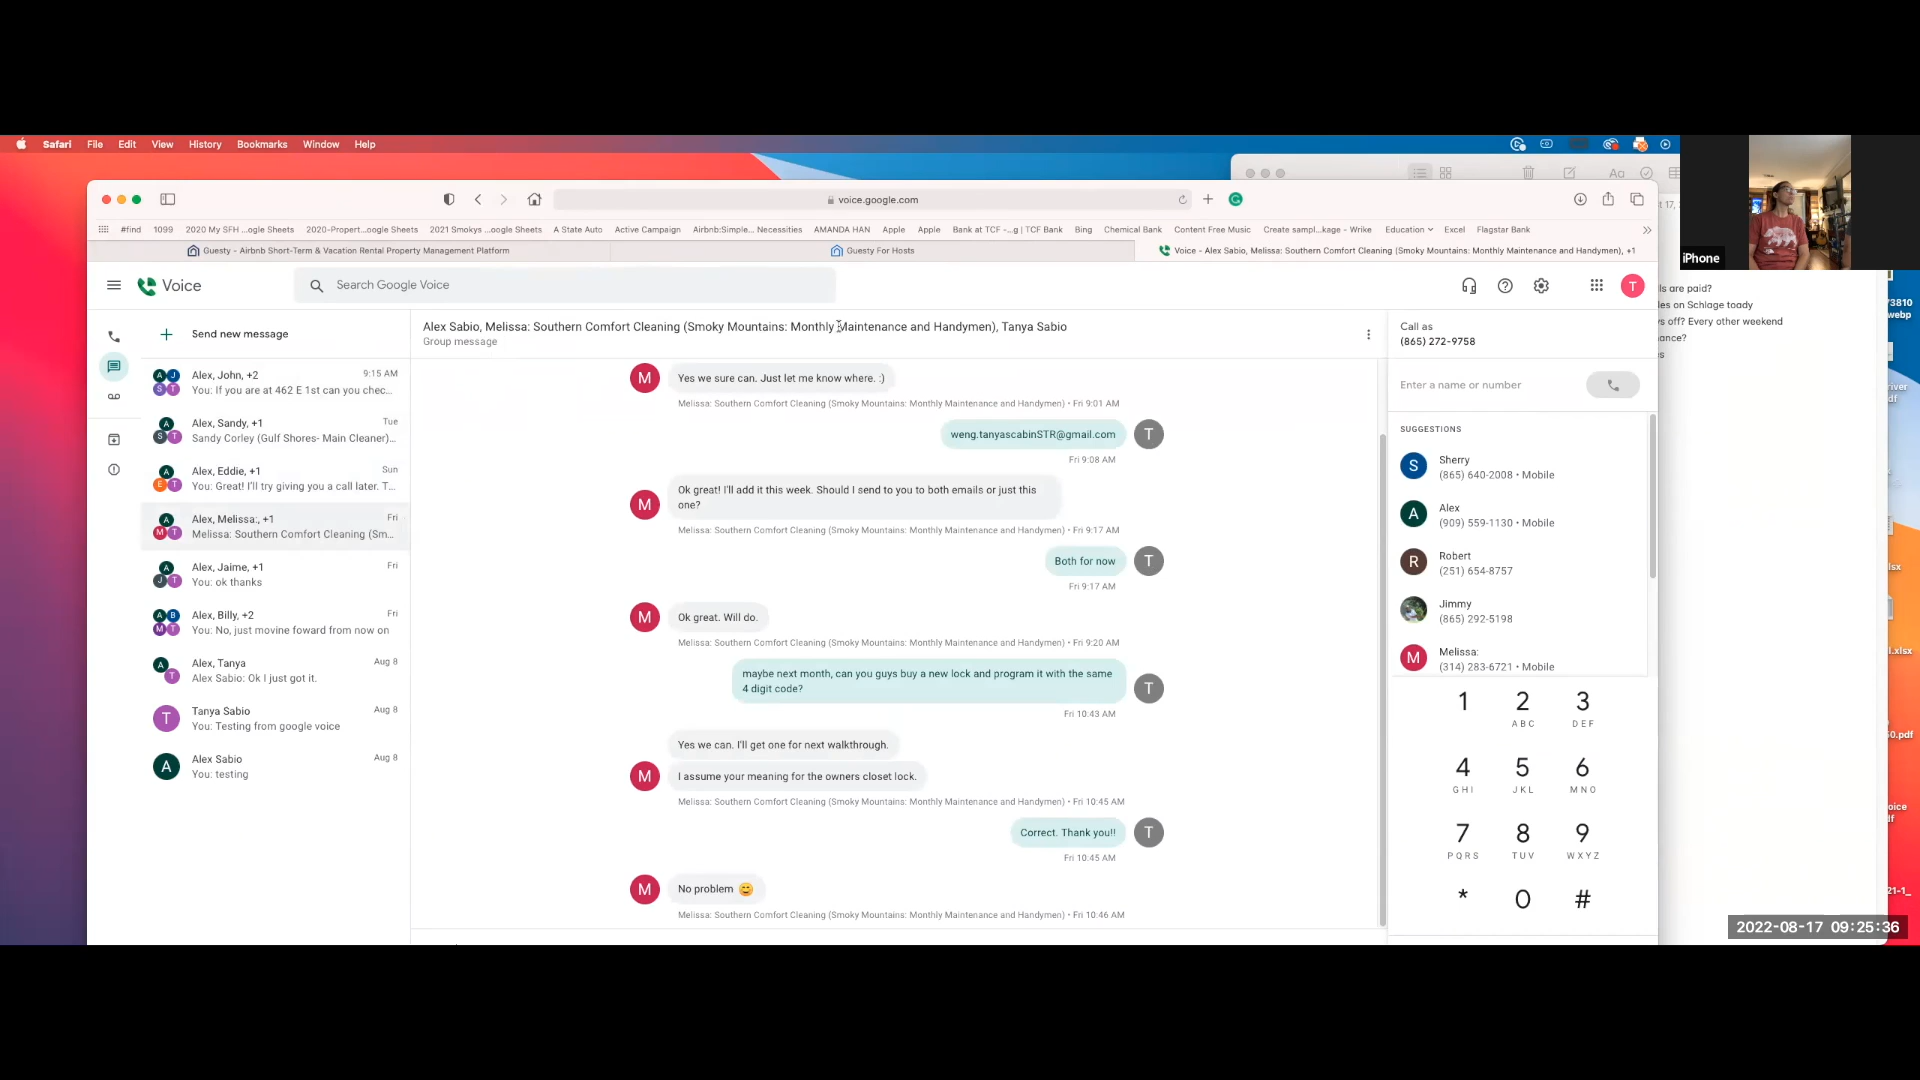 Safari File Edit View History Bookmarks Window Help
voice.google.com
#find 1099 2020 My SFH ...ogle Sheets 2020-Propert...oogle Sheets 2021 Smokys ...oogle Sheets A State Auto Active Campaign Airbnb:Simple... Necessities AMANDA HAN Apple Apple Bank at TCF -...g | TCF Bank Bing Chemical Bank Content Free Music Create sampl...kage - Wrike Education Excel Flagstar Bank
Guesty - Airbnb Short-Term & Vacation Rental Property Management Platform
Guesty For Hosts
Voice - Alex Sabio, Melissa: Southern Comfort Cleaning (Smoky Mountains: Monthly Maintenance and Handymen), +1
Voice
Search Google Voice
T
Send new message
Alex, John, +2 9:15 AM
You: If you are at 462 E 1st can you chec...
Alex, Sandy, +1 Tue
Sandy Corley (Gulf Shores- Main Cleaner)...
Alex, Eddie, +1 Sun
You: Great! I'll try giving you a call later. T...
Alex, Melissa:, +1 Fri
Melissa: Southern Comfort Cleaning (Sm...
Alex, Jaime, +1 Fri
You: ok thanks
Alex, Billy, +2 Fri
You: No, just movine foward from now on
Alex, Tanya Aug 8
Alex Sabio: Ok I just got it.
T
Tanya Sabio Aug 8
You: Testing from google voice
A
Alex Sabio Aug 8
You: testing
Alex Sabio, Melissa: Southern Comfort Cleaning (Smoky Mountains: Monthly Maintenance and Handymen), Tanya Sabio
Group message
M
Yes we sure can. Just let me know where. :)
Melissa: Southern Comfort Cleaning (Smoky Mountains: Monthly Maintenance and Handymen) • Fri 9:01 AM
weng.tanyascabinSTR@gmail.com
T
Fri 9:08 AM
Ok great! I'll add it this week. Should I send to you to both emails or just this
one?
M
Melissa: Southern Comfort Cleaning (Smoky Mountains: Monthly Maintenance and Handymen) • Fri 9:17 AM
Both for now
T
Fri 9:17 AM
M
Ok great. Will do.
Melissa: Southern Comfort Cleaning (Smoky Mountains: Monthly Maintenance and Handymen) • Fri 9:20 AM
maybe next month, can you guys buy a new lock and program it with the same
4 digit code?
T
Fri 10:43 AM
Yes we can. I'll get one for next walkthrough.
M
I assume your meaning for the owners closet lock.
Melissa: Southern Comfort Cleaning (Smoky Mountains: Monthly Maintenance and Handymen) • Fri 10:45 AM
Correct. Thank you!!
T
Fri 10:45 AM
M
No problem 😄
Melissa: Southern Comfort Cleaning (Smoky Mountains: Monthly Maintenance and Handymen) • Fri 10:46 AM
Call as
(865) 272-9758
Enter a name or number
SUGGESTIONS
S
Sherry
(865) 640-2008 • Mobile
A
Alex
(909) 559-1130 • Mobile
R
Robert
(251) 654-8757
Jimmy
(865) 292-5198
M
Melissa:
(314) 283-6721 • Mobile
1 2 3
ABC DEF
4 5 6
GHI JKL MNO
7 8 9
PQRS TUV WXYZ
* 0 #
iPhone
ls are paid?
les on Schlage toady
ys off? Every other weekend
ance?
3810
webp
.xlsx
21-1_
2022-08-17 09:25:36